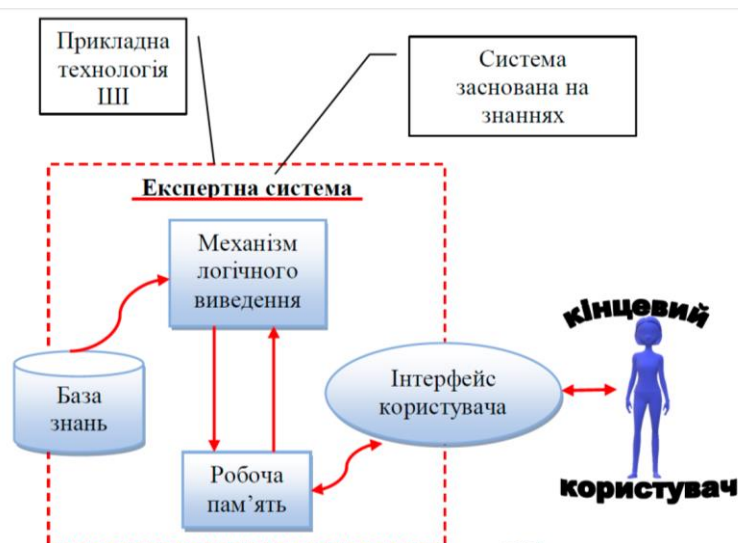 Прикладна
технологія
ШІ
Система
заснована на
знаннях
Експертна система
Механізм
логічного
виведення
База
знань
Інтерфейс
користувача
Робоча
пам’ять
кінцевий
користувач